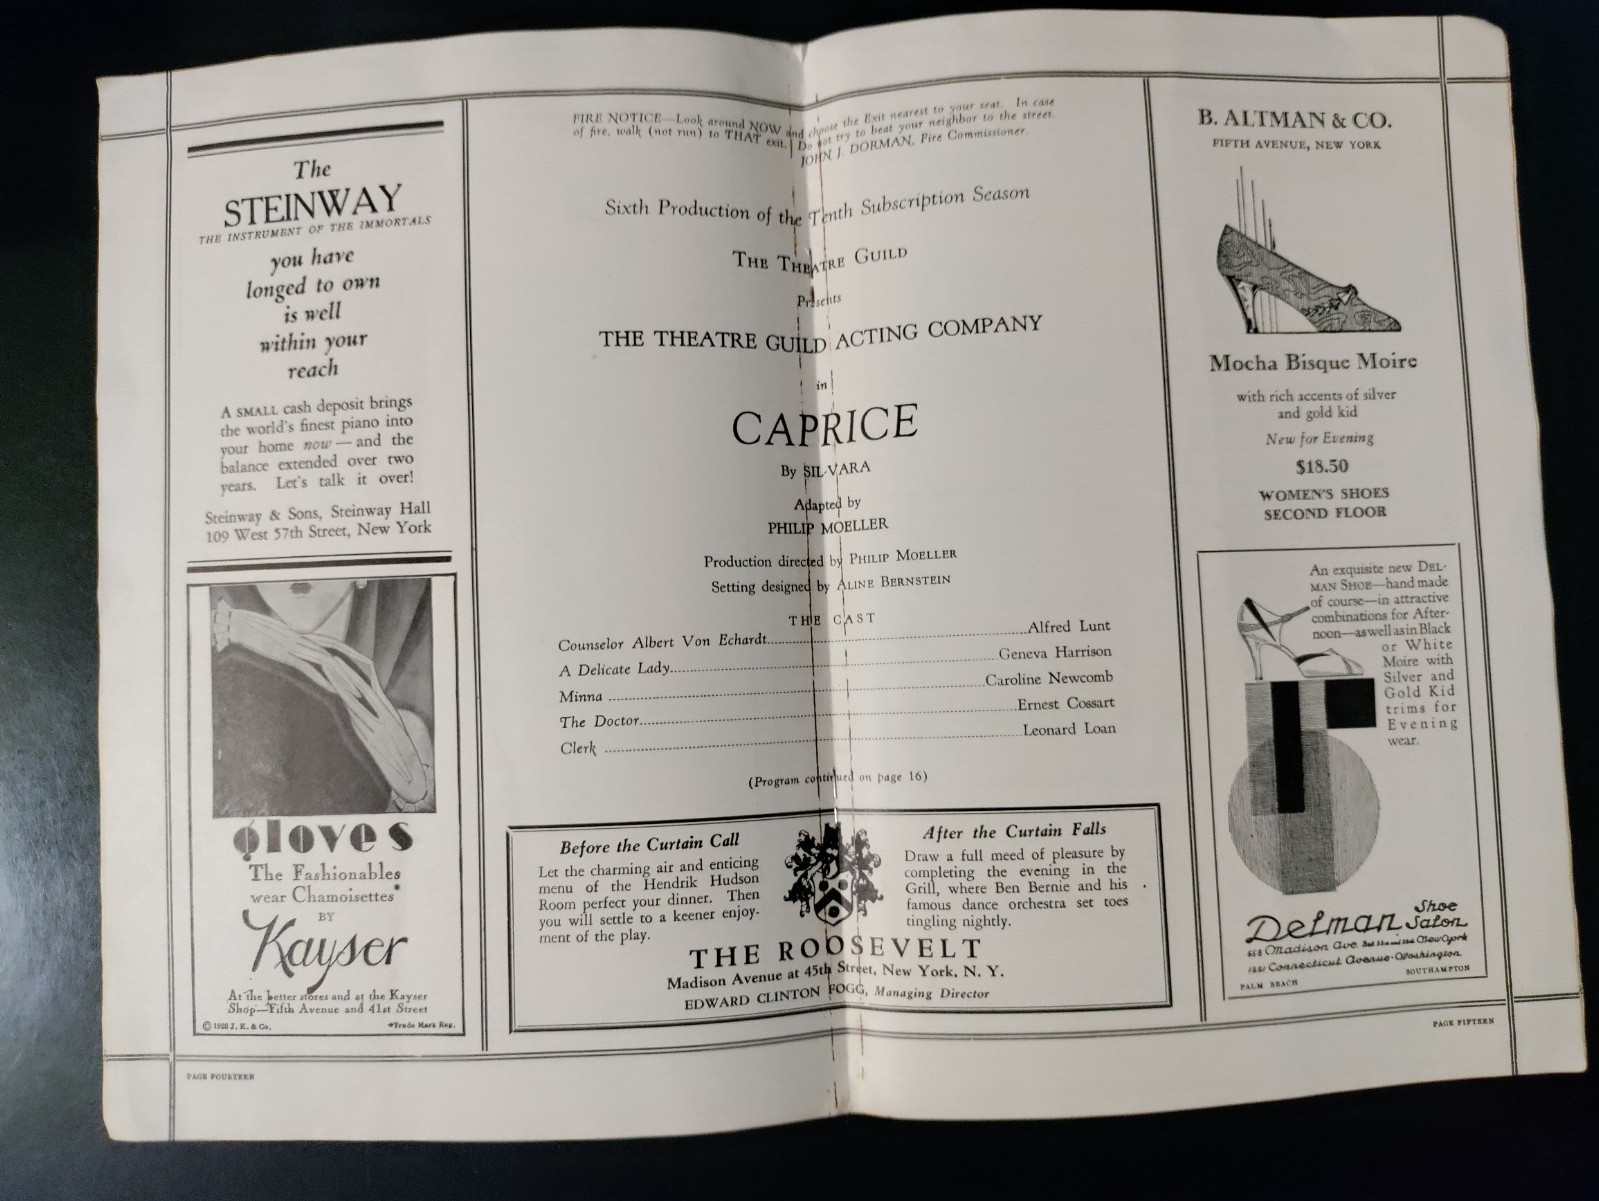 The
STEINWAY
THE INSTRUMENT OF THE IMMORTALS
you have
longed to own
is well
within your
reach
A SMALL cash deposit brings
the world's finest piano into
your home now — and the
balance extended over two
years. Let's talk it over!
Steinway & Sons, Steinway Hall
109 West 57th Street, New York
gloves
The Fashionables
wear Chamoisettes*
BY
Kayser
At the better stores and at the Kayser
Shop—Fifth Avenue and 41st Street
© 1928 J. K. & Co. *Trade Mark Reg.
PAGE FOURTEEN
FIRE NOTICE—Look around NOW and choose the Exit nearest to your seat. In case
of fire, walk (not run) to THAT exit. Do not try to beat your neighbor to the street.
JOHN J. DORMAN, Fire Commissioner.
Sixth Production of the Tenth Subscription Season
THE THEATRE GUILD
Presents
THE THEATRE GUILD ACTING COMPANY
in
CAPRICE
By SIL-VARA
Adapted by
PHILIP MOELLER
Production directed by PHILIP MOELLER
Setting designed by ALINE BERNSTEIN
THE CAST
Counselor Albert Von Echardt........Alfred Lunt
A Delicate Lady........Geneva Harrison
Minna ........Caroline Newcomb
The Doctor........Ernest Cossart
Clerk ........Leonard Loan
(Program continued on page 16)
Before the Curtain Call
Let the charming air and enticing
menu of the Hendrik Hudson
Room perfect your dinner. Then
you will settle to a keener enjoy-
ment of the play.
After the Curtain Falls
Draw a full meed of pleasure by
completing the evening in the
Grill, where Ben Bernie and his
famous dance orchestra set toes
tingling nightly.
THE ROOSEVELT
Madison Avenue at 45th Street, New York, N. Y.
EDWARD CLINTON FOGG, Managing Director
B. ALTMAN & CO.
FIFTH AVENUE, NEW YORK
Mocha Bisque Moire
with rich accents of silver
and gold kid
New for Evening
$18.50
WOMEN'S SHOES
SECOND FLOOR
An exquisite new DEL-
MAN SHOE—hand made
of course—in attractive
combinations for After-
noon—as well as in Black
or White
Moire with
Silver and
Gold Kid
trims for
Evening
wear.
Delman Shoe
Salon
558 Madison Ave. New York
1221 Connecticut Avenue-Washington
PALM BEACH SOUTHAMPTON
PAGE FIFTEEN